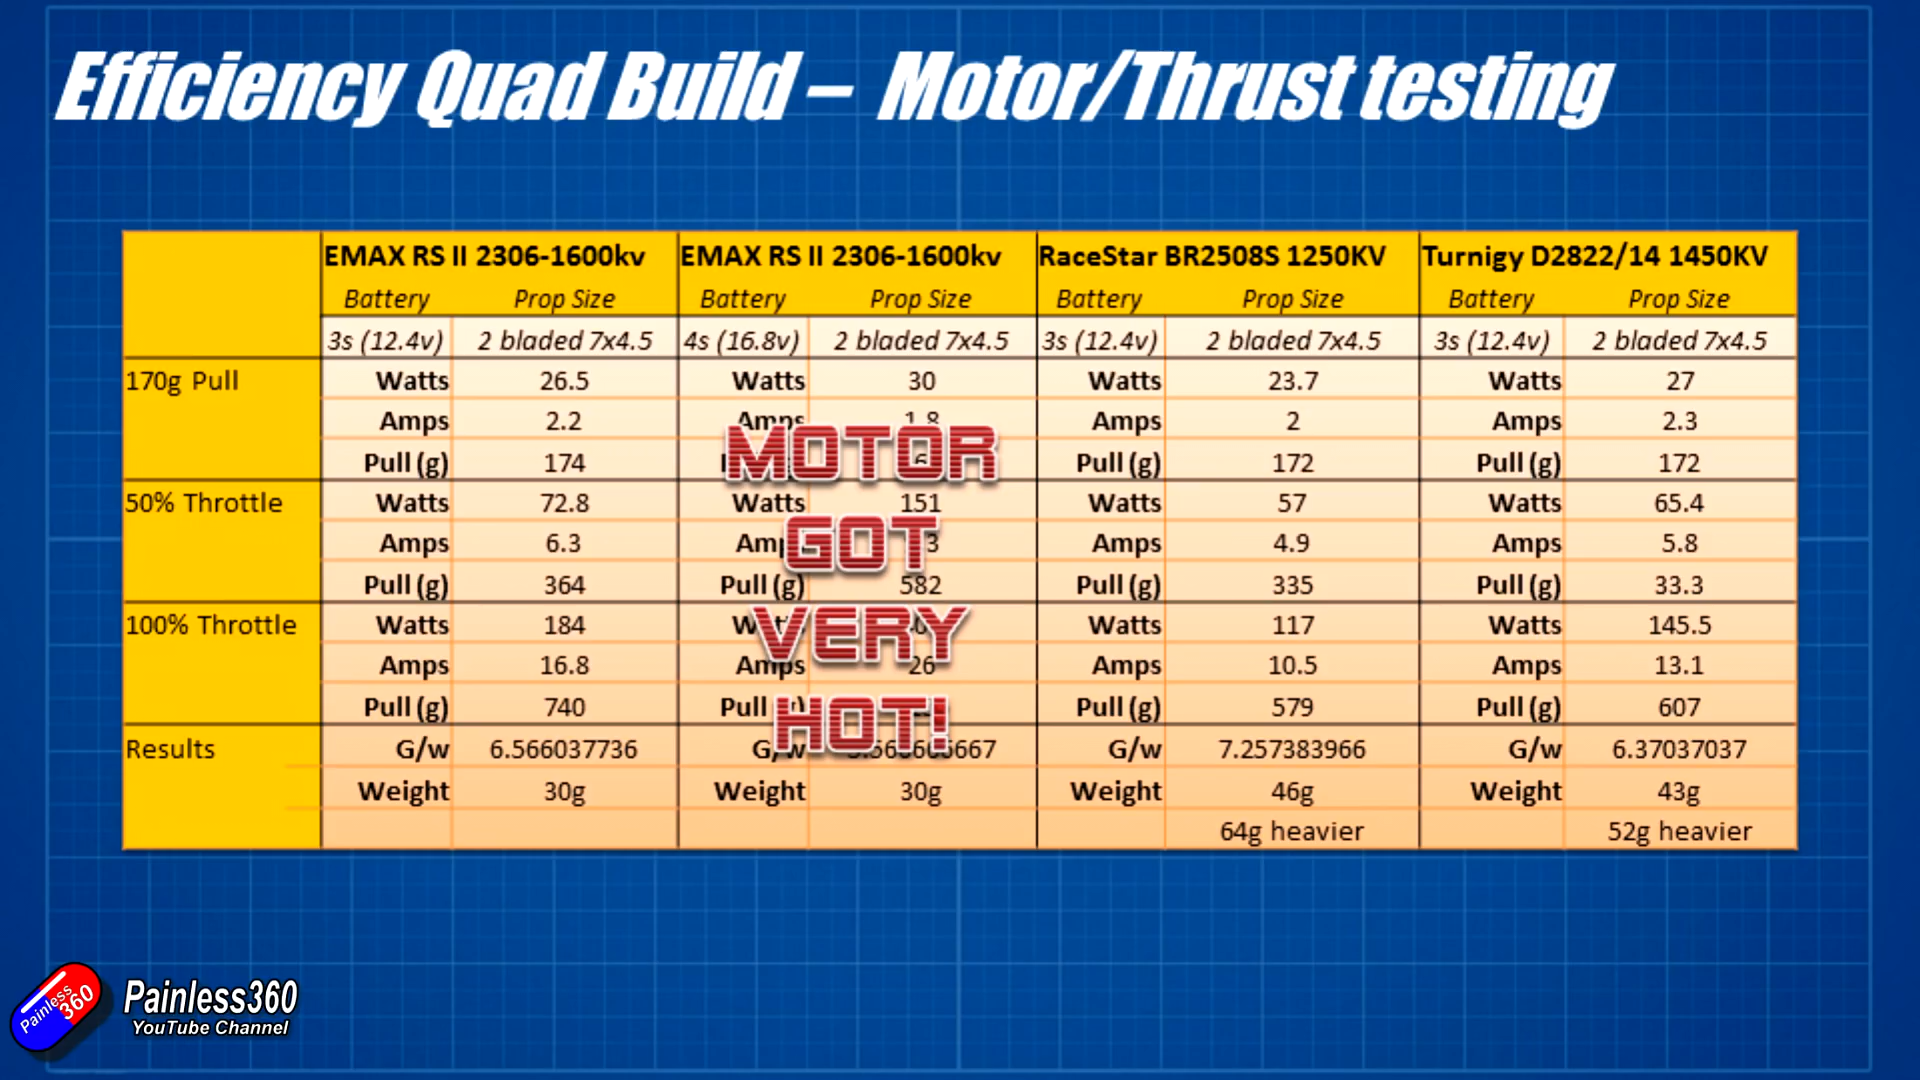 Efficiency Quad Build – Motor/Thrust testing
EMAX RS II 2306-1600kv EMAX RS II 2306-1600kv RaceStar BR2508S 1250KV Turnigy D2822/14 1450KV
Battery Prop Size Battery Prop Size Battery Prop Size Battery Prop Size
3s (12.4v) 2 bladed 7x4.5 4s (16.8v) 2 bladed 7x4.5 3s (12.4v) 2 bladed 7x4.5 3s (12.4v) 2 bladed 7x4.5
170g Pull Watts 26.5 Watts 30 Watts 23.7 Watts 27
Amps 2.2 Amps 1.8 Amps 2 Amps 2.3
MOTOR
Pull (g) 174 Pull (g) 172 Pull (g) 172
50% Throttle Watts 72.8 Watts 151 Watts 57 Watts 65.4
GOT
Amps 6.3 Amps 4.9 Amps 5.8
Pull (g) 364 Pull (g) 582 Pull (g) 335 Pull (g) 33.3
VERY
100% Throttle Watts 184 Watts 117 Watts 145.5
Amps 16.8 Amps 26 Amps 10.5 Amps 13.1
HOT!
Pull (g) 740 Pull Pull (g) 579 Pull (g) 607
Results G/w 6.566037736 G/w G/w 7.257383966 G/w 6.37037037
Weight 30g Weight 30g Weight 46g Weight 43g
64g heavier 52g heavier
Painless360
Painless360
YouTube Channel